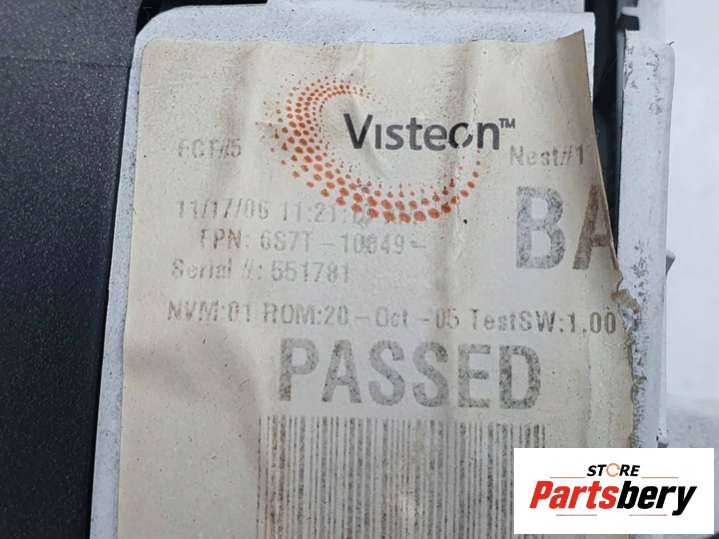 Visteon™
FCT#5
Nest#1
BA
11/17/06 11:21:
TPN: 6S7T-10849-
Serial #: 551781
NVM:01 ROM:20-Oct-05 TestSW:1.00
PASSED
STORE
Partsbery